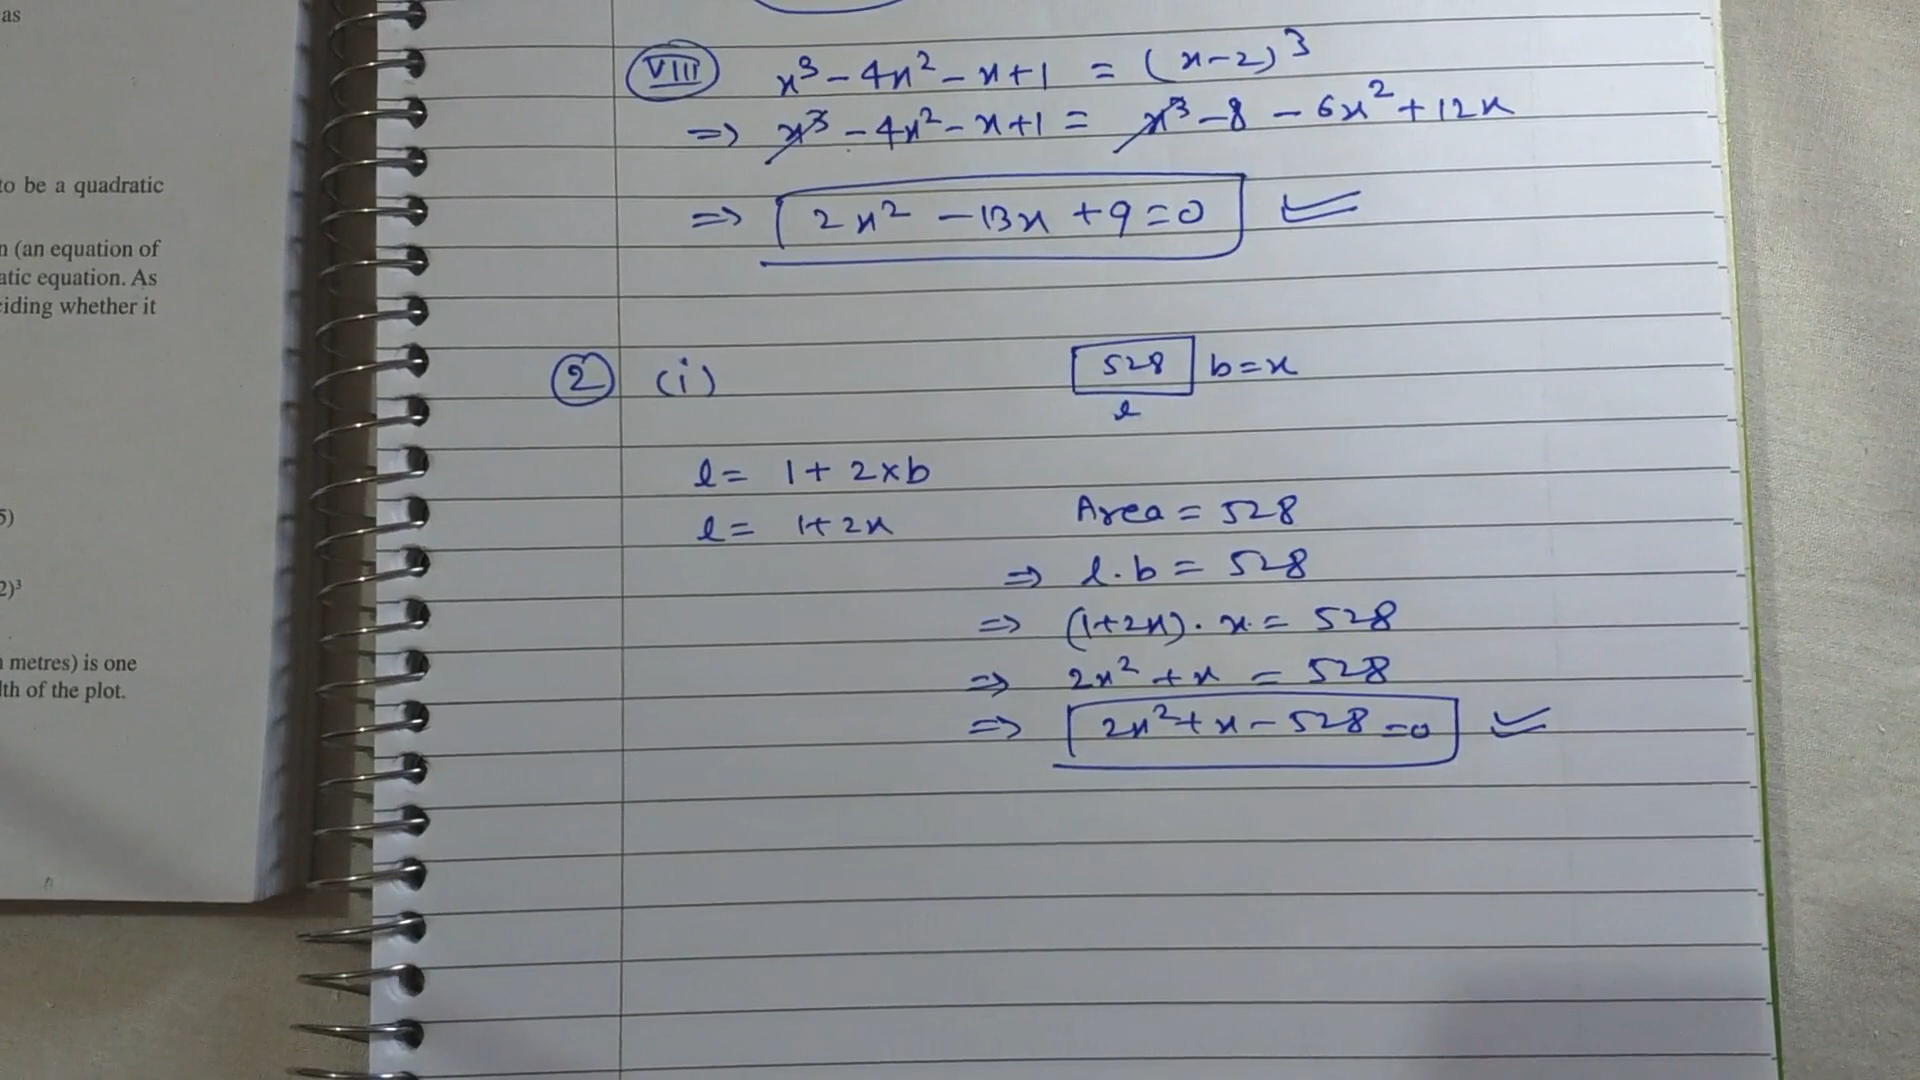 as
to be a quadratic
n (an equation of
atic equation. As
ciding whether it
5)
2)³
n metres) is one
dth of the plot.
VIII x³ - 4x² - x + 1 = (x-2)³
=> x³ - 4x² - x + 1 = x³ - 8 - 6x² + 12x
=> 2x² - 13x + 9 = 0
2 (i) 528 b = x
l
l = 1 + 2 × b
l = 1 + 2x
Area = 528
=> l . b = 528
=> (1+2x) . x = 528
=> 2x² + x = 528
=> 2x² + x - 528 = 0